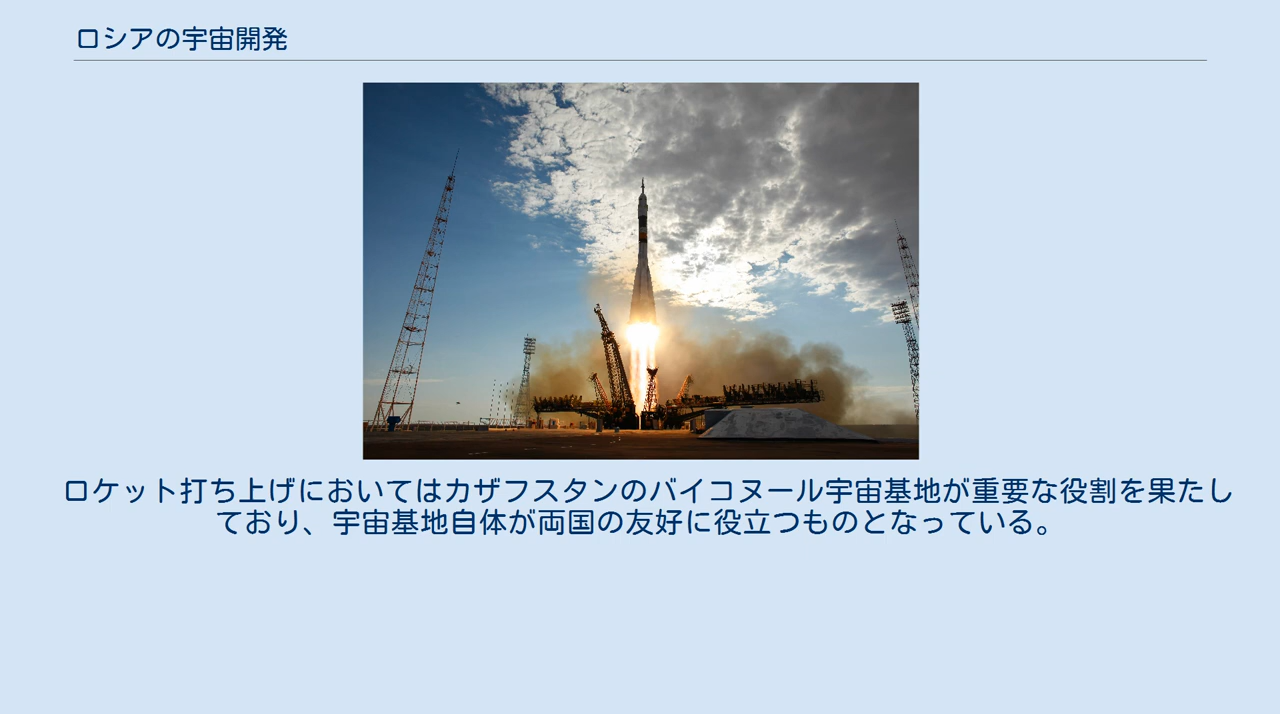 ロシアの宇宙開発
ロケット打ち上げにおいてはカザフスタンのバイコヌール宇宙基地が重要な役割を果たし
ており、宇宙基地自体が両国の友好に役立つものとなっている。